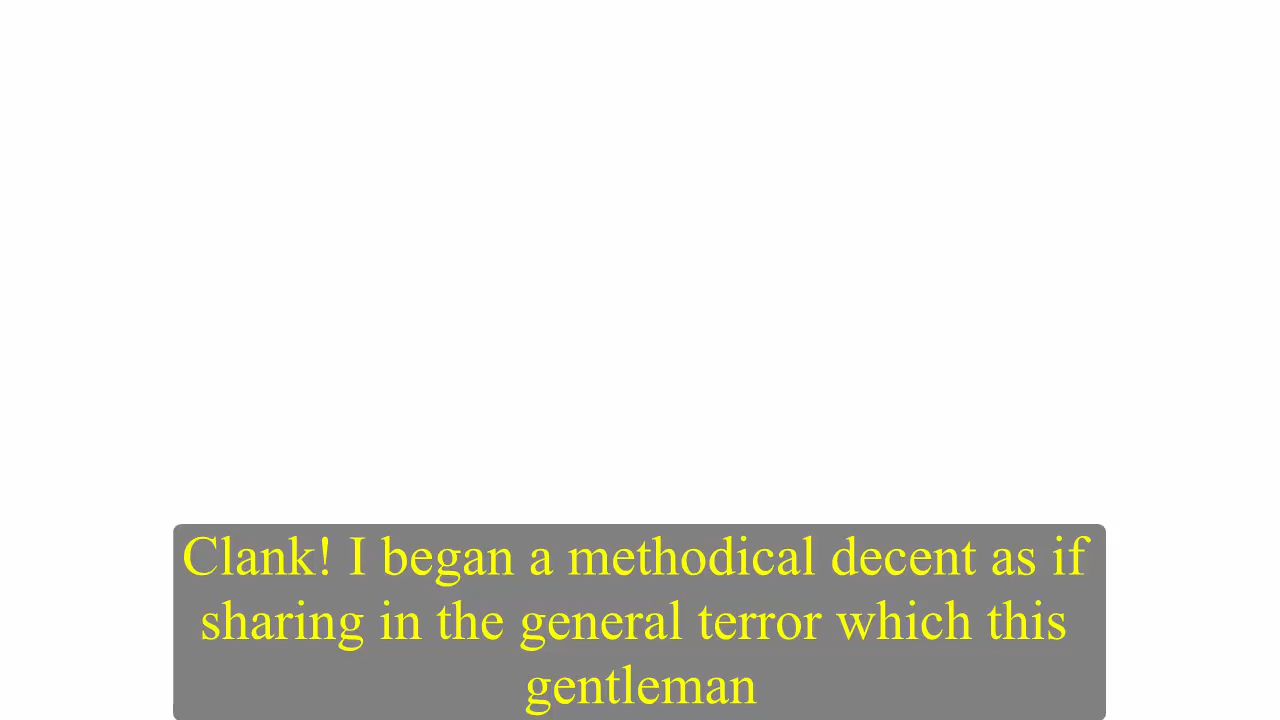 Clank! I began a methodical decent as if
sharing in the general terror which this
gentleman